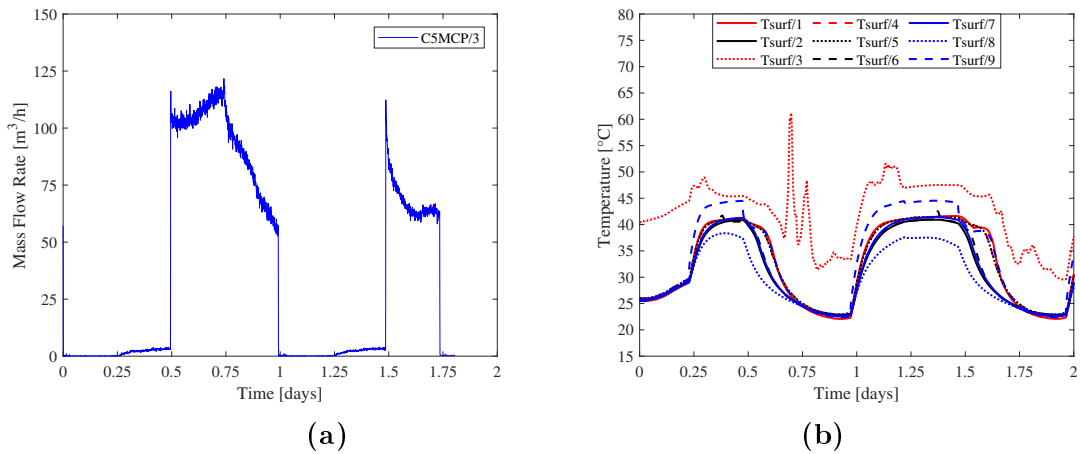 150
125
100
75
50
25
0
Mass Flow Rate [m³/h]
C5MCP/3
0 0.25 0.5 0.75 1 1.25 1.5 1.75 2
Time [days]
(a)
80
75
70
65
60
55
50
45
40
35
30
25
20
15
Temperature [°C]
Tsurf/1 Tsurf/4 Tsurf/7
Tsurf/2 Tsurf/5 Tsurf/8
Tsurf/3 Tsurf/6 Tsurf/9
0 0.25 0.5 0.75 1 1.25 1.5 1.75 2
Time [days]
(b)